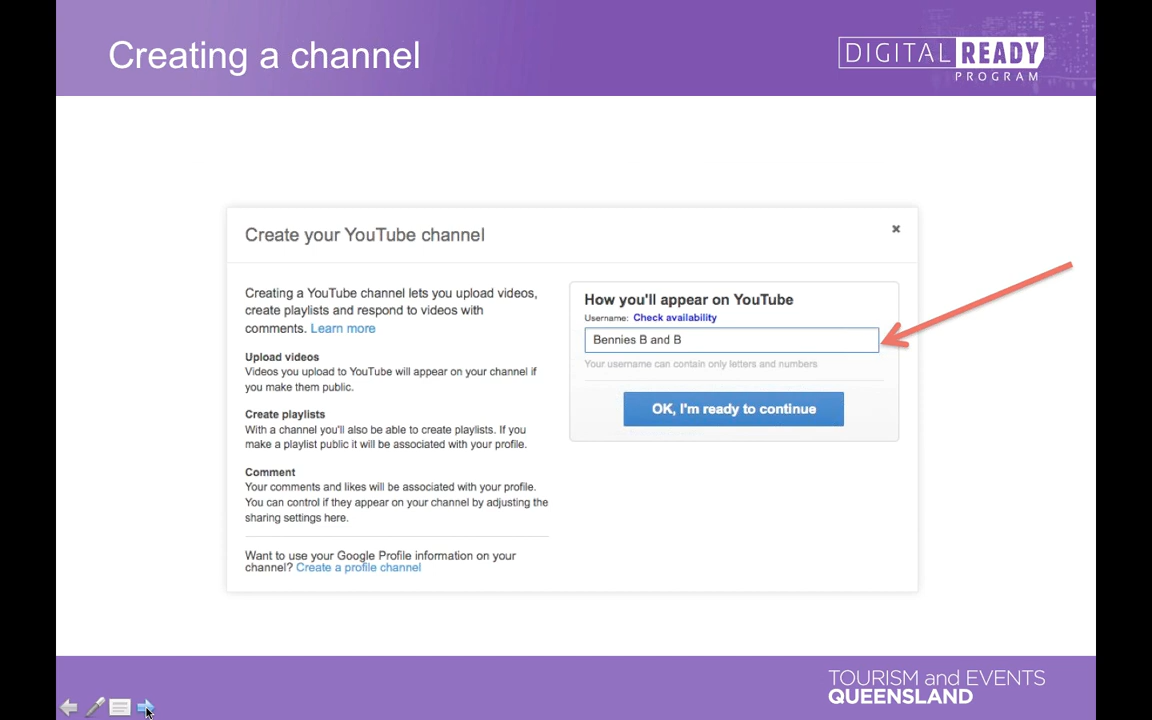 Creating a channel
DIGITAL READY
PROGRAM
Create your YouTube channel
Creating a YouTube channel lets you upload videos,
create playlists and respond to videos with
comments. Learn more
Upload videos
Videos you upload to YouTube will appear on your channel if
you make them public.
Create playlists
With a channel you'll also be able to create playlists. If you
make a playlist public it will be associated with your profile.
Comment
Your comments and likes will be associated with your profile.
You can control if they appear on your channel by adjusting the
sharing settings here.
Want to use your Google Profile information on your
channel? Create a profile channel
How you'll appear on YouTube
Username: Check availability
Bennies B and B
Your username can contain only letters and numbers
OK, I'm ready to continue
TOURISM and EVENTS
QUEENSLAND